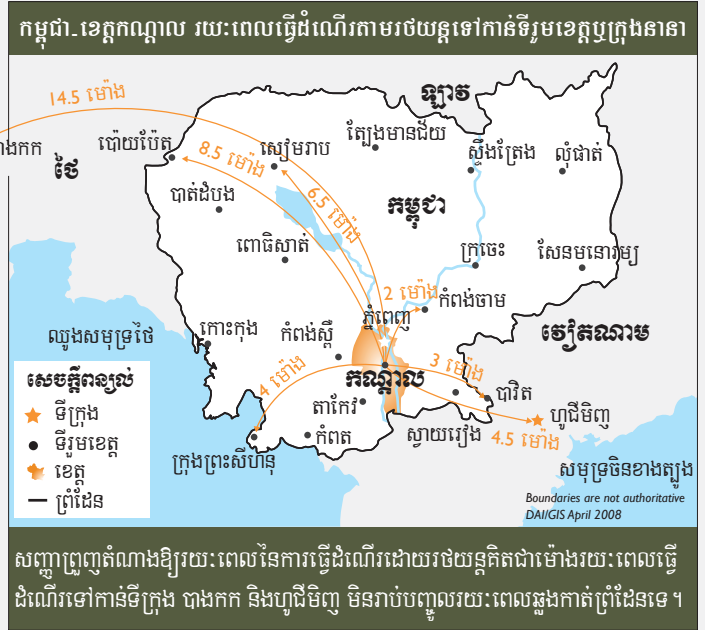 កម្ពុជា-ខេត្តកណ្តាល រយៈពេលធ្វើដំណើរតាមរថយន្តទៅកាន់ទីរួមខេត្តឬក្រុងនានា
ឡាវ
14.5 ម៉ោង
ត្បែងមានជ័យ
ងកក
ប៉ោយប៉ែត
8.5 ម៉ោង
សៀមរាប
ស្ទឹងត្រែង
លុំផាត់
ថៃ
បាត់ដំបង
6.5 ម៉ោង
កម្ពុជា
ពោធិសាត់
ក្រចេះ
សែនមនោរម្យ
2 ម៉ោង
កំពង់ចាម
ភ្នំពេញ
ឈូងសមុទ្រថៃ
កោះកុង
កំពង់ស្ពឺ
វៀតណាម
សេចក្តីពន្យល់
ទីក្រុង
ទីរួមខេត្ត
ខេត្ត
ព្រំដែន
4 ម៉ោង
កណ្តាល
3 ម៉ោង
បាវិត
តាកែវ
ហូជីមិញ
កំពត
ស្វាយរៀង
4.5 ម៉ោង
ក្រុងព្រះសីហនុ
សមុទ្រចិនខាងត្បូង
Boundaries are not authoritative
DAI/GIS April 2008
សញ្ញាព្រួញតំណាងឱ្យរយៈពេលនៃការធ្វើដំណើរដោយរថយន្តគិតជាម៉ោងរយៈពេលធ្វើ
ដំណើរទៅកាន់ទីក្រុង បាងកក និងហូជីមិញ មិនរាប់បញ្ចូលរយៈពេលឆ្លងកាត់ព្រំដែនទេ។